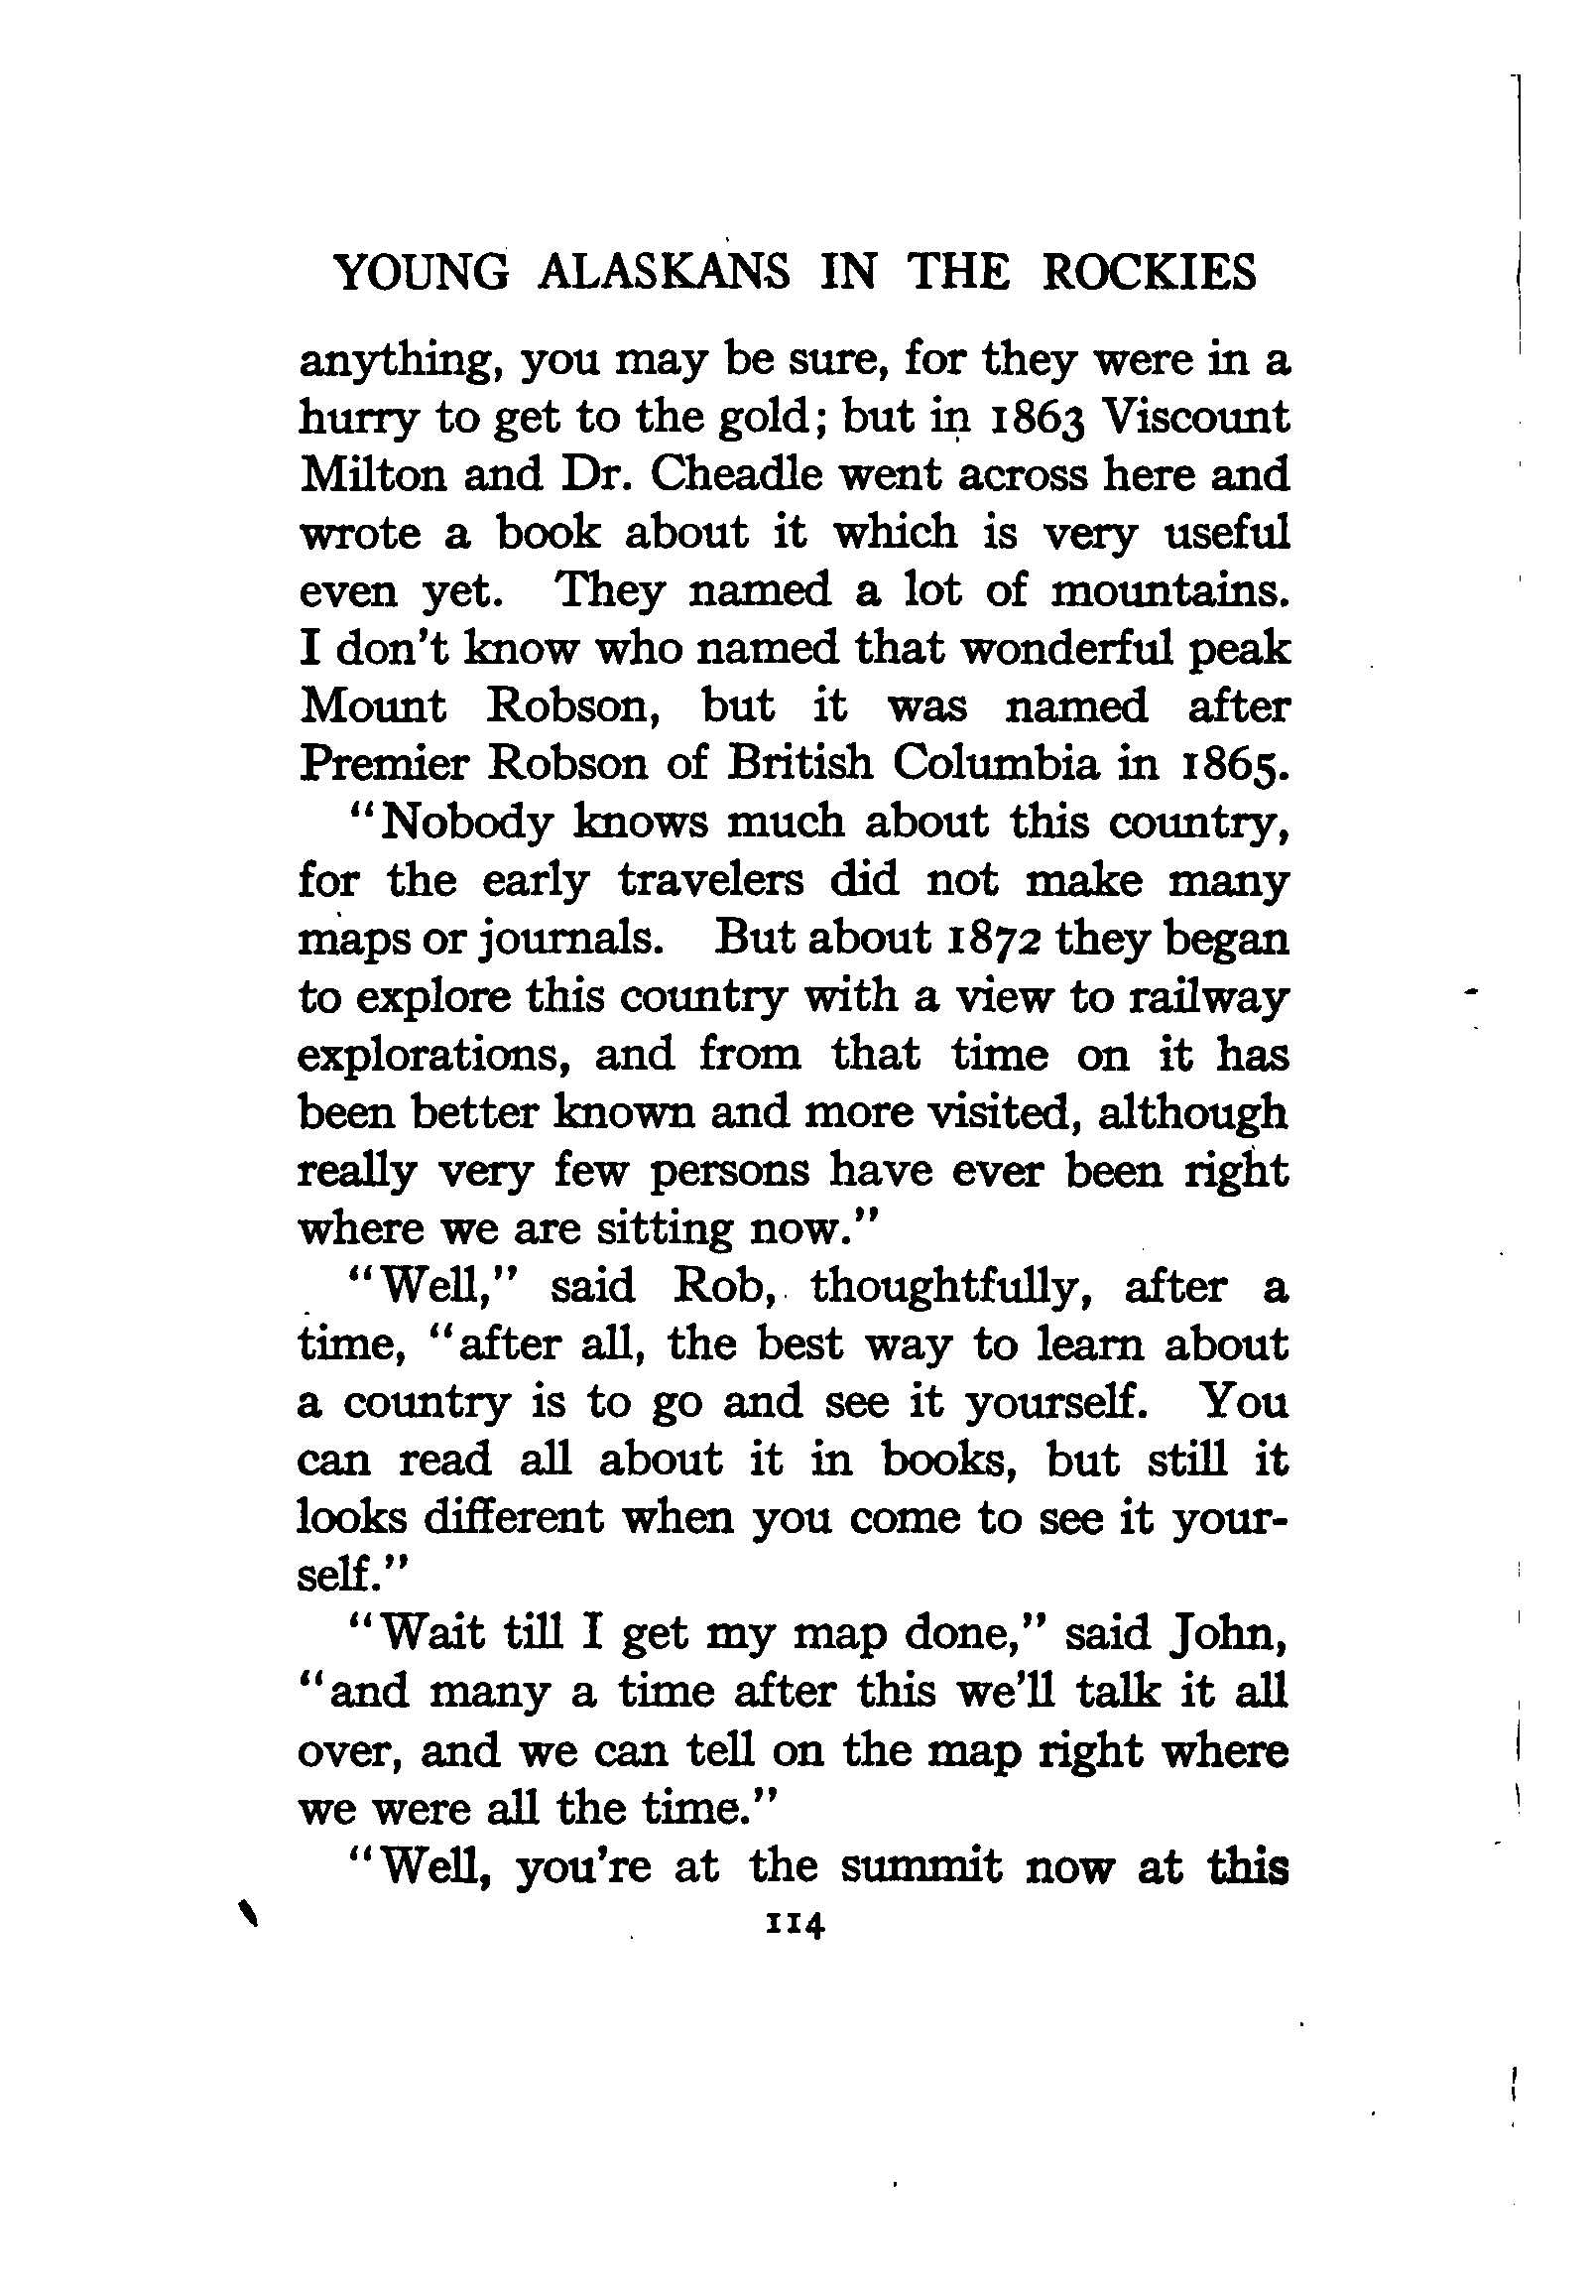 YOUNG ALASKANS IN THE ROCKIES
anything, you may be sure, for they were in a
hurry to get to the gold; but in 1863 Viscount
Milton and Dr. Cheadle went across here and
wrote a book about it which is very useful
even yet. They named a lot of mountains.
I don't know who named that wonderful peak
Mount Robson, but it was named after
Premier Robson of British Columbia in 1865.
"Nobody knows much about this country,
for the early travelers did not make many
maps or journals. But about 1872 they began
to explore this country with a view to railway
explorations, and from that time on it has
been better known and more visited, although
really very few persons have ever been right
where we are sitting now."
"Well," said Rob, thoughtfully, after a
time, "after all, the best way to learn about
a country is to go and see it yourself. You
can read all about it in books, but still it
looks different when you come to see it your-
self."
"Wait till I get my map done," said John,
"and many a time after this we'll talk it all
over, and we can tell on the map right where
we were all the time."
"Well, you're at the summit now at this
114